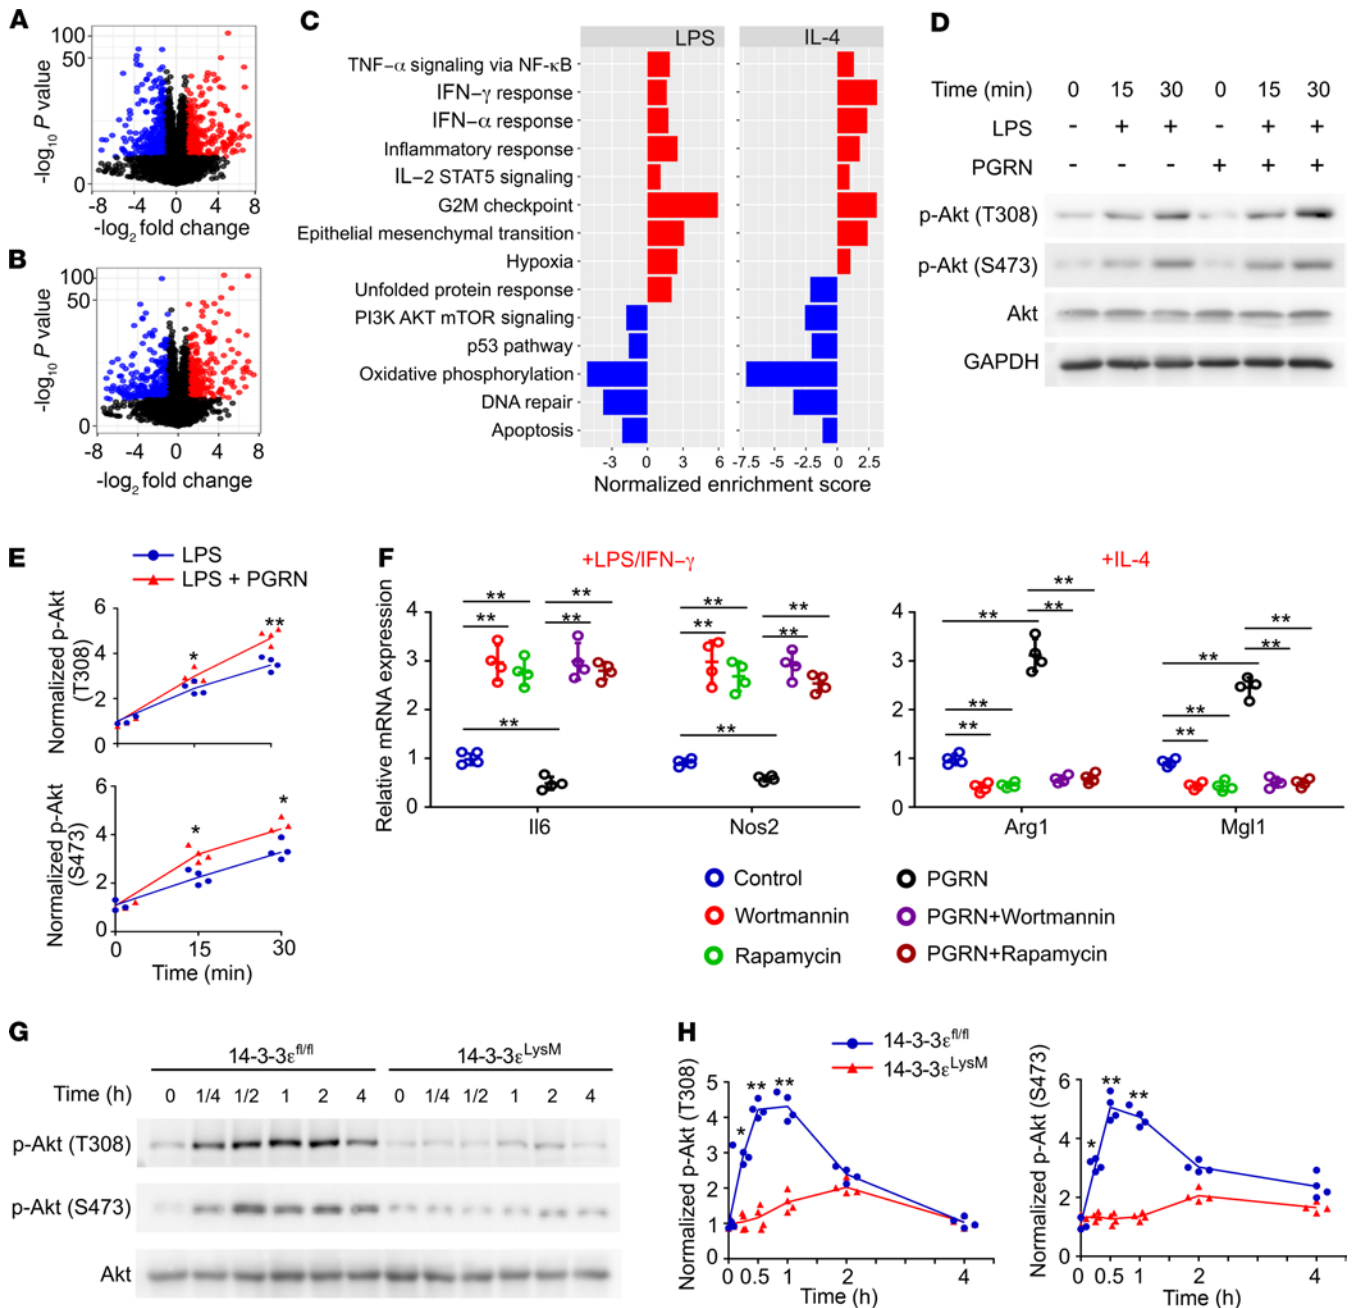 A
-log10 P value
100
50
0
-8 -4 0 4 8
-log2 fold change
B
-log10 P value
100
50
0
-8 -4 0 4 8
-log2 fold change
C
LPS IL-4
TNF-α signaling via NF-κB
IFN-γ response
IFN-α response
Inflammatory response
IL-2 STAT5 signaling
G2M checkpoint
Epithelial mesenchymal transition
Hypoxia
Unfolded protein response
PI3K AKT mTOR signaling
p53 pathway
Oxidative phosphorylation
DNA repair
Apoptosis
-3 0 3 6 -7.5 -5 -2.5 0 2.5
Normalized enrichment score
D
Time (min) 0 15 30 0 15 30
LPS - + + - + +
PGRN - - - + + +
p-Akt (T308)
p-Akt (S473)
Akt
GAPDH
E
LPS
LPS + PGRN
Normalized p-Akt
(T308)
6
4
2
0
* **
Normalized p-Akt
(S473)
6
4
2
0
* *
0 15 30
Time (min)
F
+LPS/IFN-γ +IL-4
Relative mRNA expression
4
3
2
1
0
** ** ** ** **
** ** ** ** **
Il6 Nos2
4
3
2
1
0
** ** ** ** **
** ** ** ** **
Arg1 Mgl1
Control PGRN
Wortmannin PGRN+Wortmannin
Rapamycin PGRN+Rapamycin
G
14-3-3ε^fl/fl 14-3-3ε^LysM
Time (h) 0 1/4 1/2 1 2 4 0 1/4 1/2 1 2 4
p-Akt (T308)
p-Akt (S473)
Akt
H
14-3-3ε^fl/fl
14-3-3ε^LysM
Normalized p-Akt (T308)
5
4
3
2
1
0
* ** **
0 0.5 1 2 4
Time (h)
Normalized p-Akt (S473)
6
4
2
0
* ** **
0 0.5 1 2 4
Time (h)